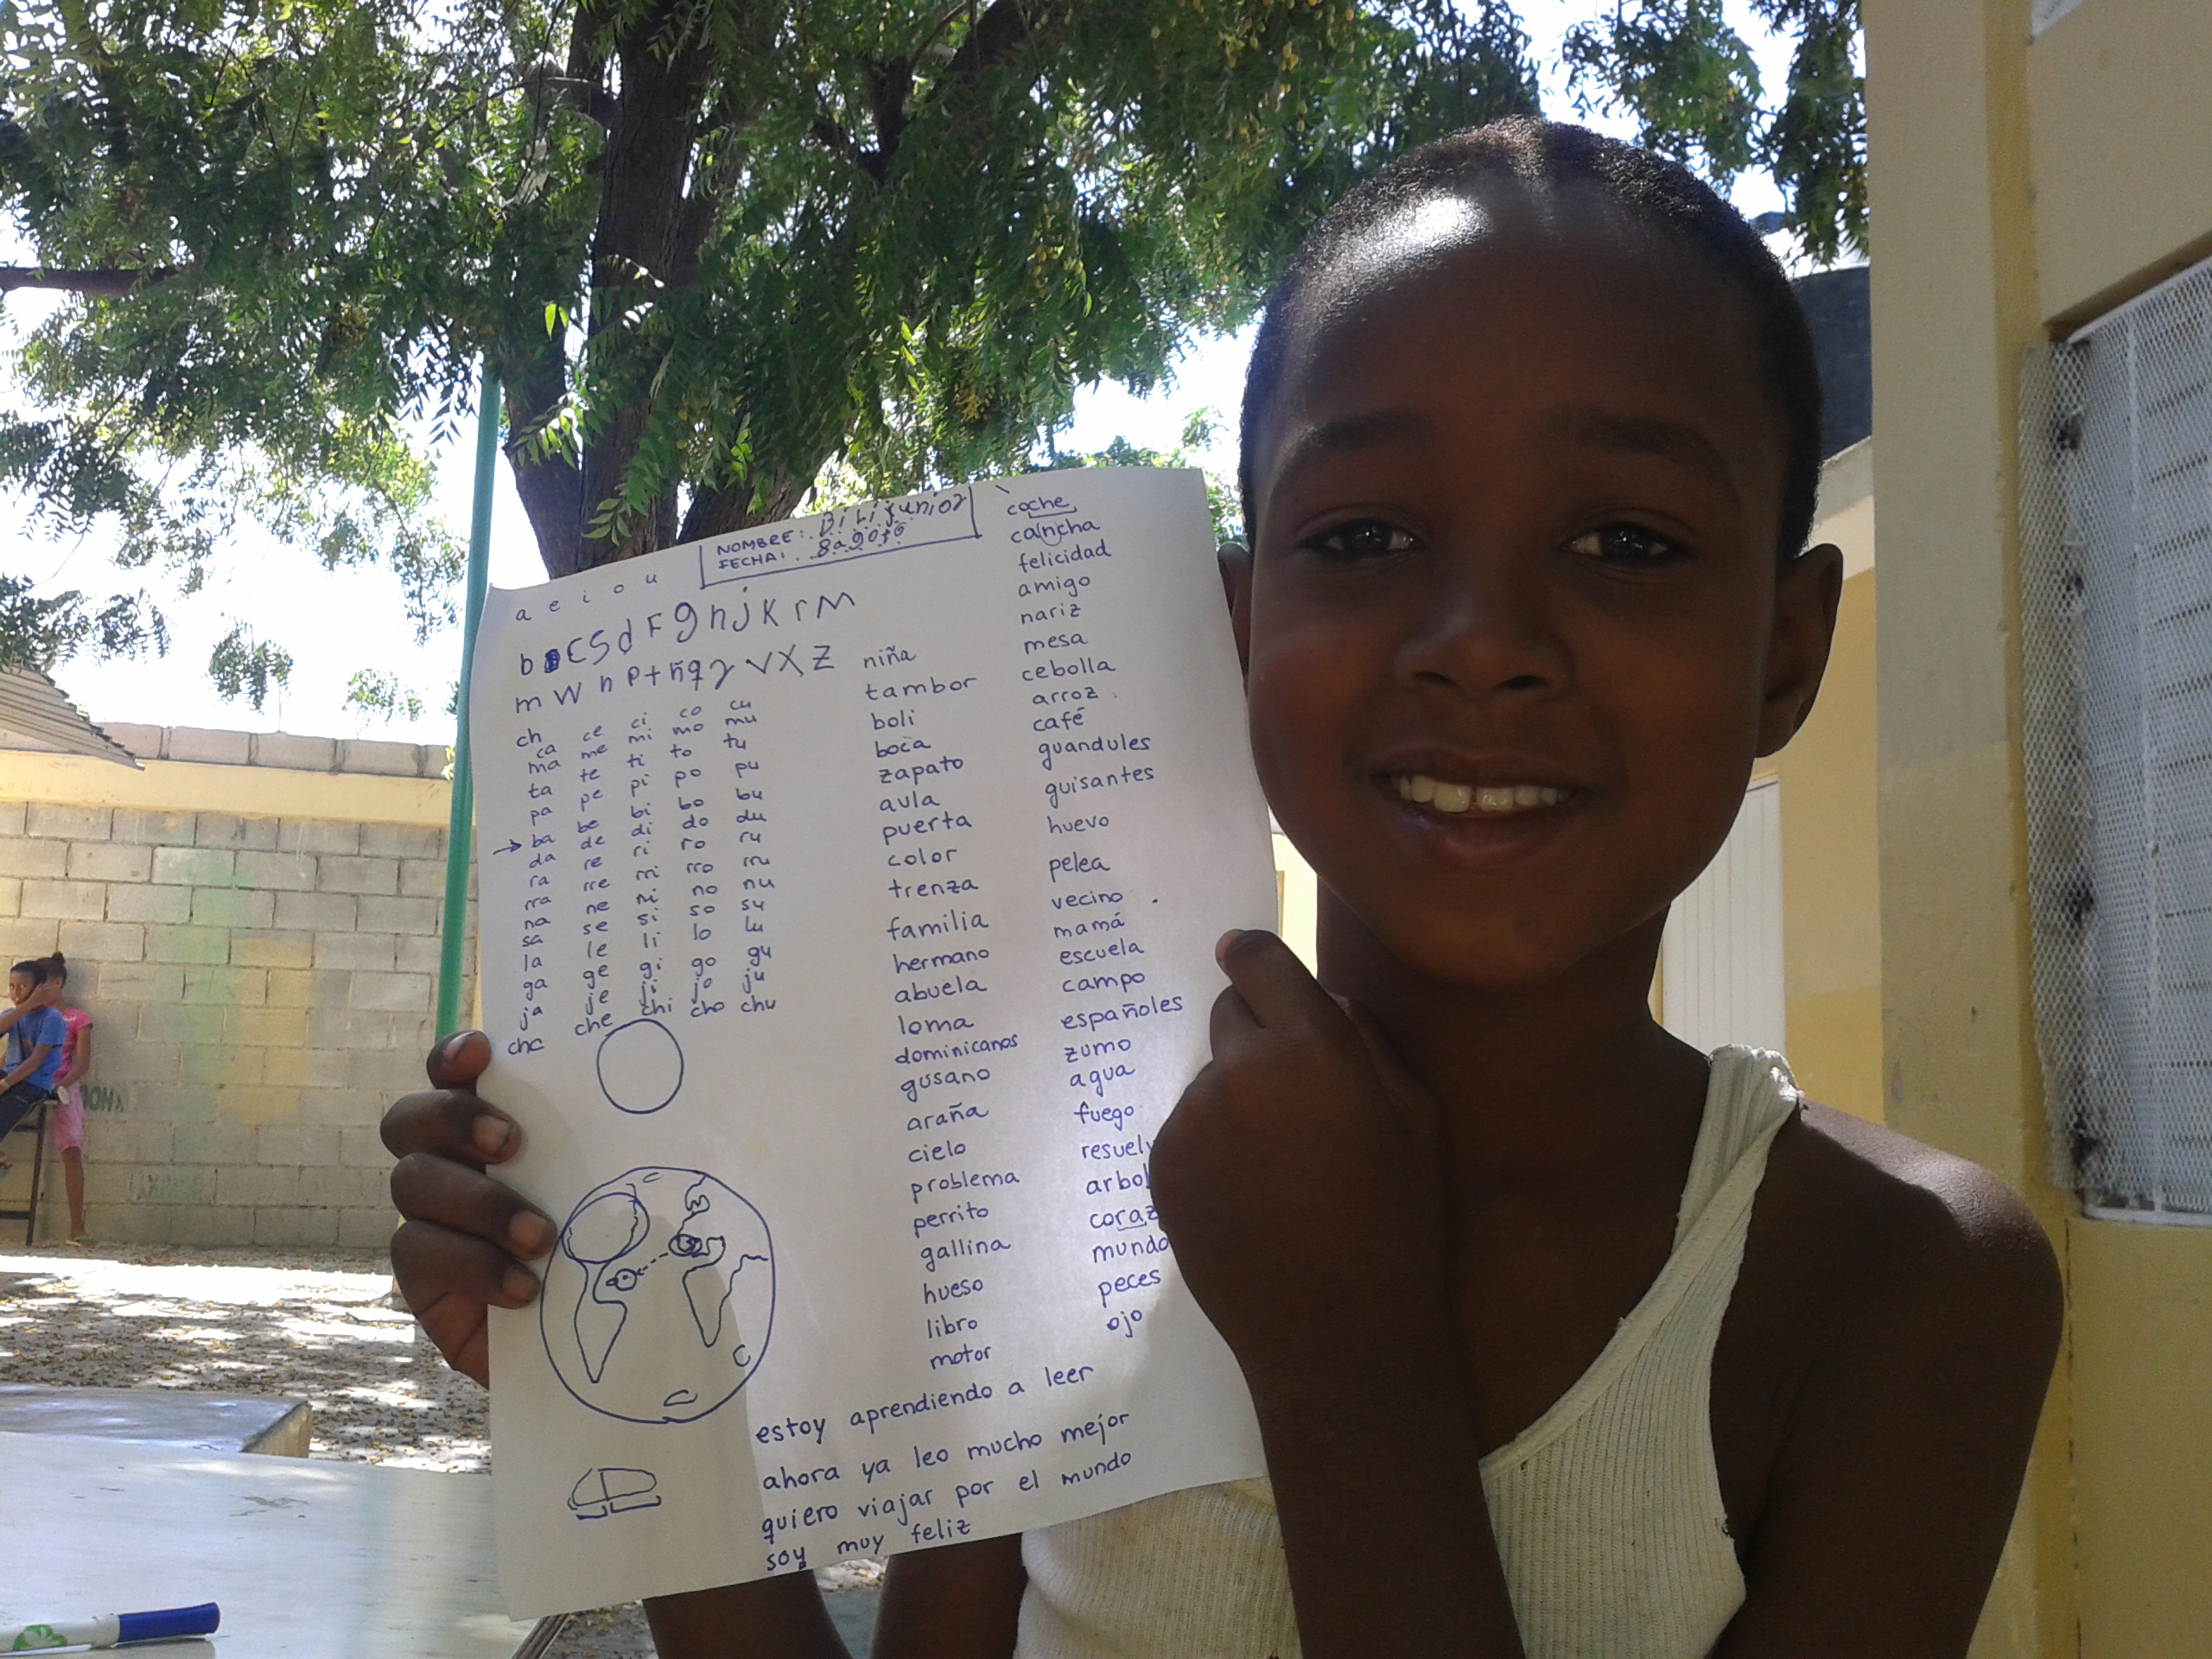 NOMBRE: Bili junior
FECHA: 8 agoto
a e i o u
b c s d F g h j k r M
m W n p t ñ q y v X Z
ch
ca ce ci co cu
ma me mi mo mu
ta te ti to tu
pa pe pi po pu
ba be bi bo bu
da de di do du
ra re ri ro ru
rra rre rri rro rru
na ne ni no nu
sa se si so su
la le li lo lu
ga ge gi go gu
ja je ji jo ju
cha che chi cho chu
niña
tambor
boli
boca
zapato
aula
puerta
color
trenza
familia
hermano
abuela
loma
dominicanos
gusano
araña
cielo
problema
perrito
gallina
hueso
libro
motor
coche
cancha
felicidad
amigo
nariz
mesa
cebolla
arroz
café
guandules
guisantes
huevo
pelea
vecino
mamá
escuela
campo
españoles
zumo
agua
fuego
resuelv
arbol
coraz
mundo
peces
ojo
estoy aprendiendo a leer
ahora ya leo mucho mejor
quiero viajar por el mundo
soy muy feliz